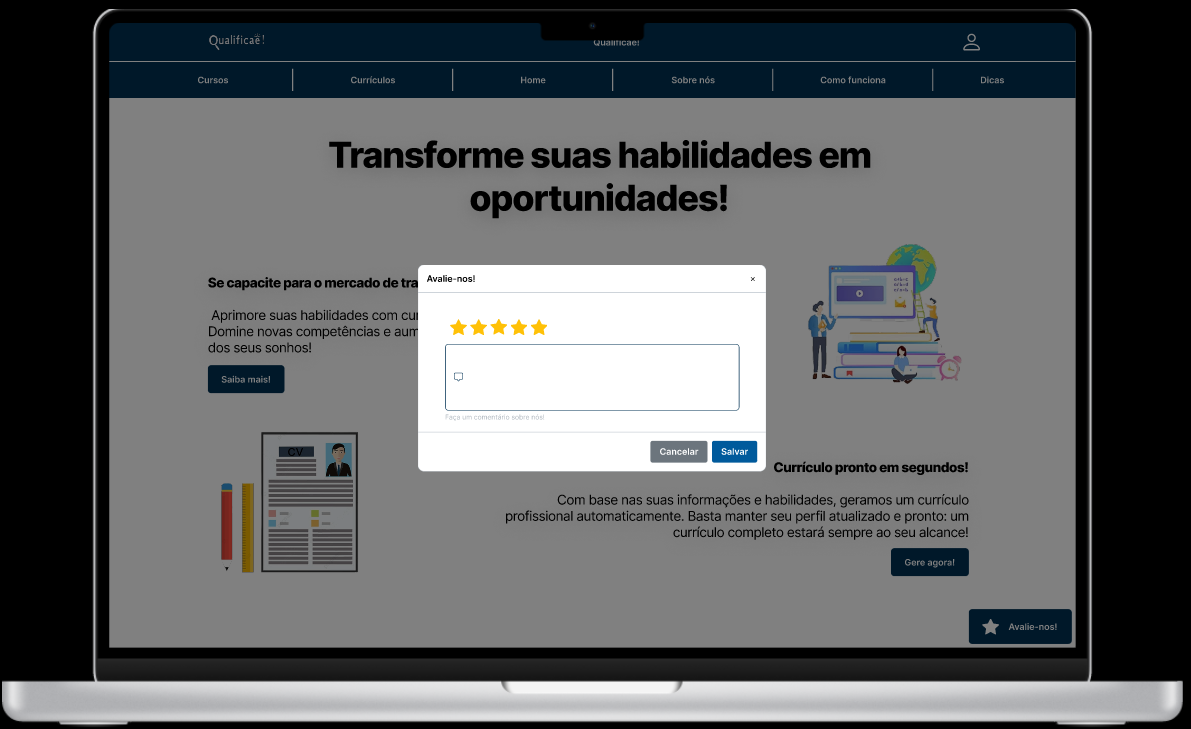 Qualificaê!
Qualificaê!
Cursos
Currículos
Home
Sobre nós
Como funciona
Dicas
Transforme suas habilidades em
oportunidades!
Se capacite para o mercado de tra
Aprimore suas habilidades com cur
Domine novas competências e aum
dos seus sonhos!
Saiba mais!
Avalie-nos!
×
Faça um comentário sobre nós!
Cancelar
Salvar
CV
Currículo pronto em segundos!
Com base nas suas informações e habilidades, geramos um currículo
profissional automaticamente. Basta manter seu perfil atualizado e pronto: um
currículo completo estará sempre ao seu alcance!
Gere agora!
Avalie-nos!